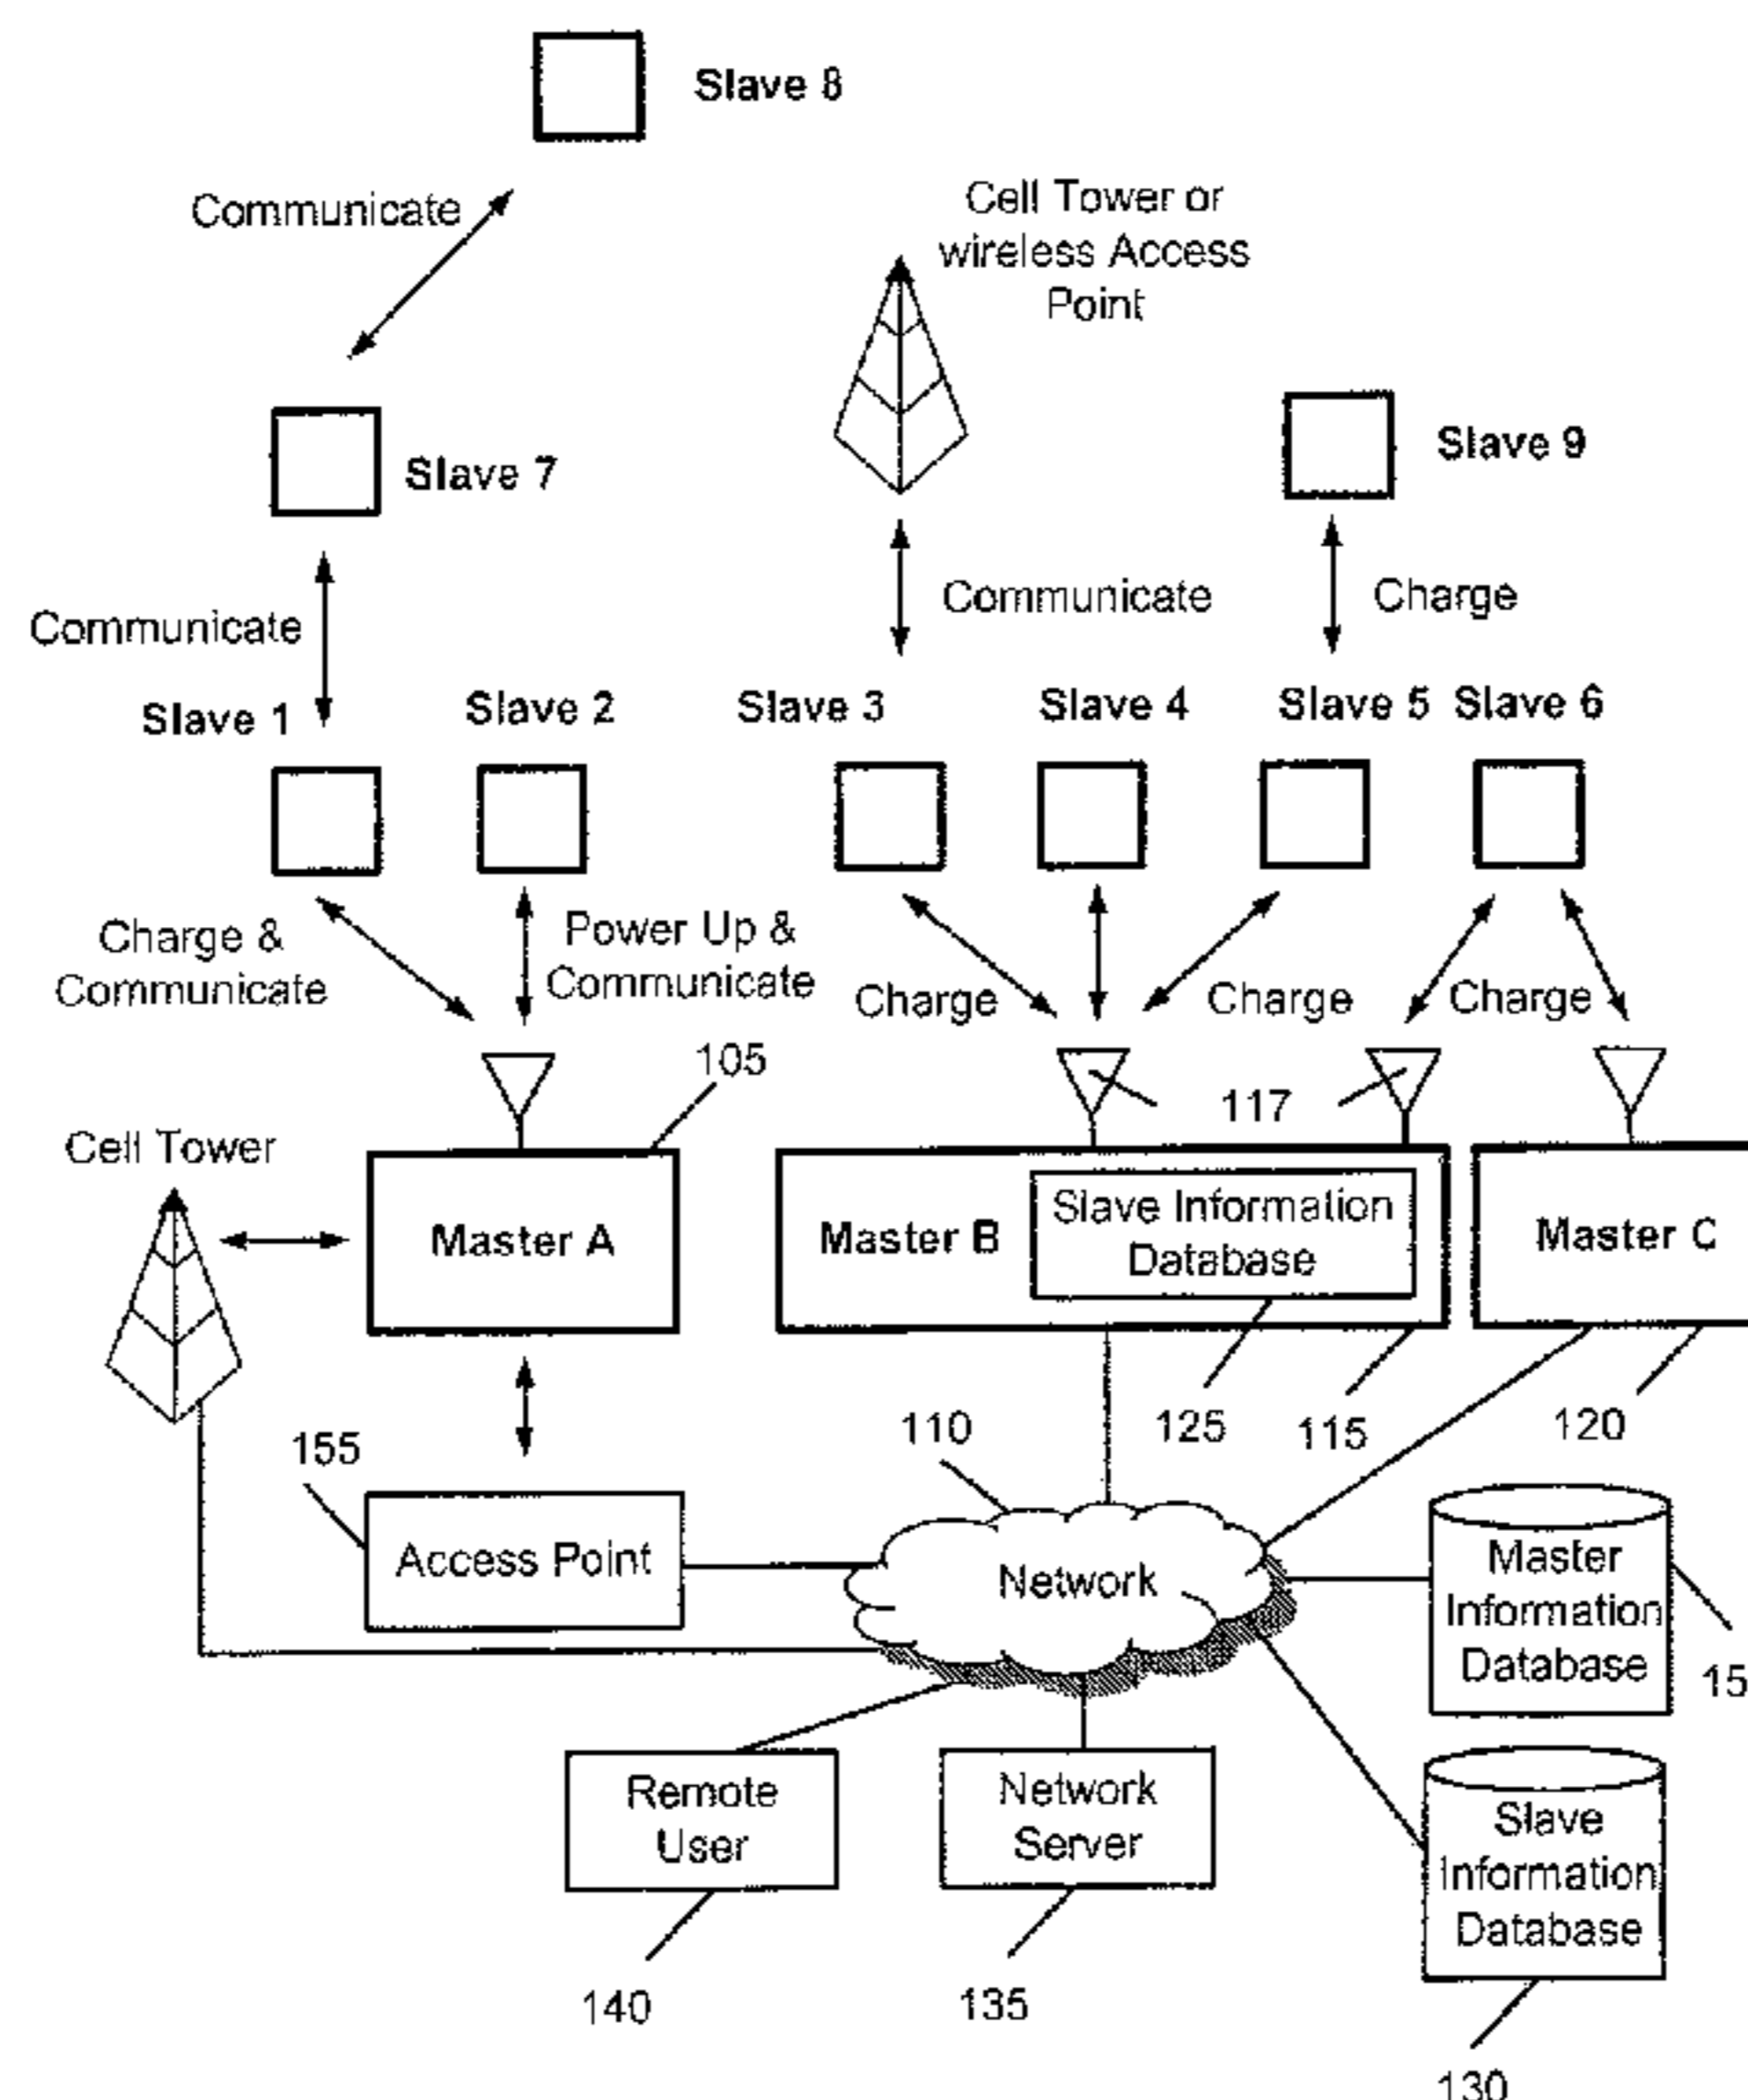 Slave 8
Communicate
Cell Tower or
wireless Access
Point
Slave 7
Slave 9
Communicate
Communicate
Charge
Slave 1
Slave 2
Slave 3
Slave 4
Slave 5
Slave 6
Charge &
Communicate
Power Up &
Communicate
Charge
Charge
Charge
105
117
Cell Tower
Master A
Master B
Slave Information
Database
Master C
110
125
115
120
155
Access Point
Network
Master
Information
Database
15
Remote
User
Network
Server
Slave
Information
Database
140
135
130